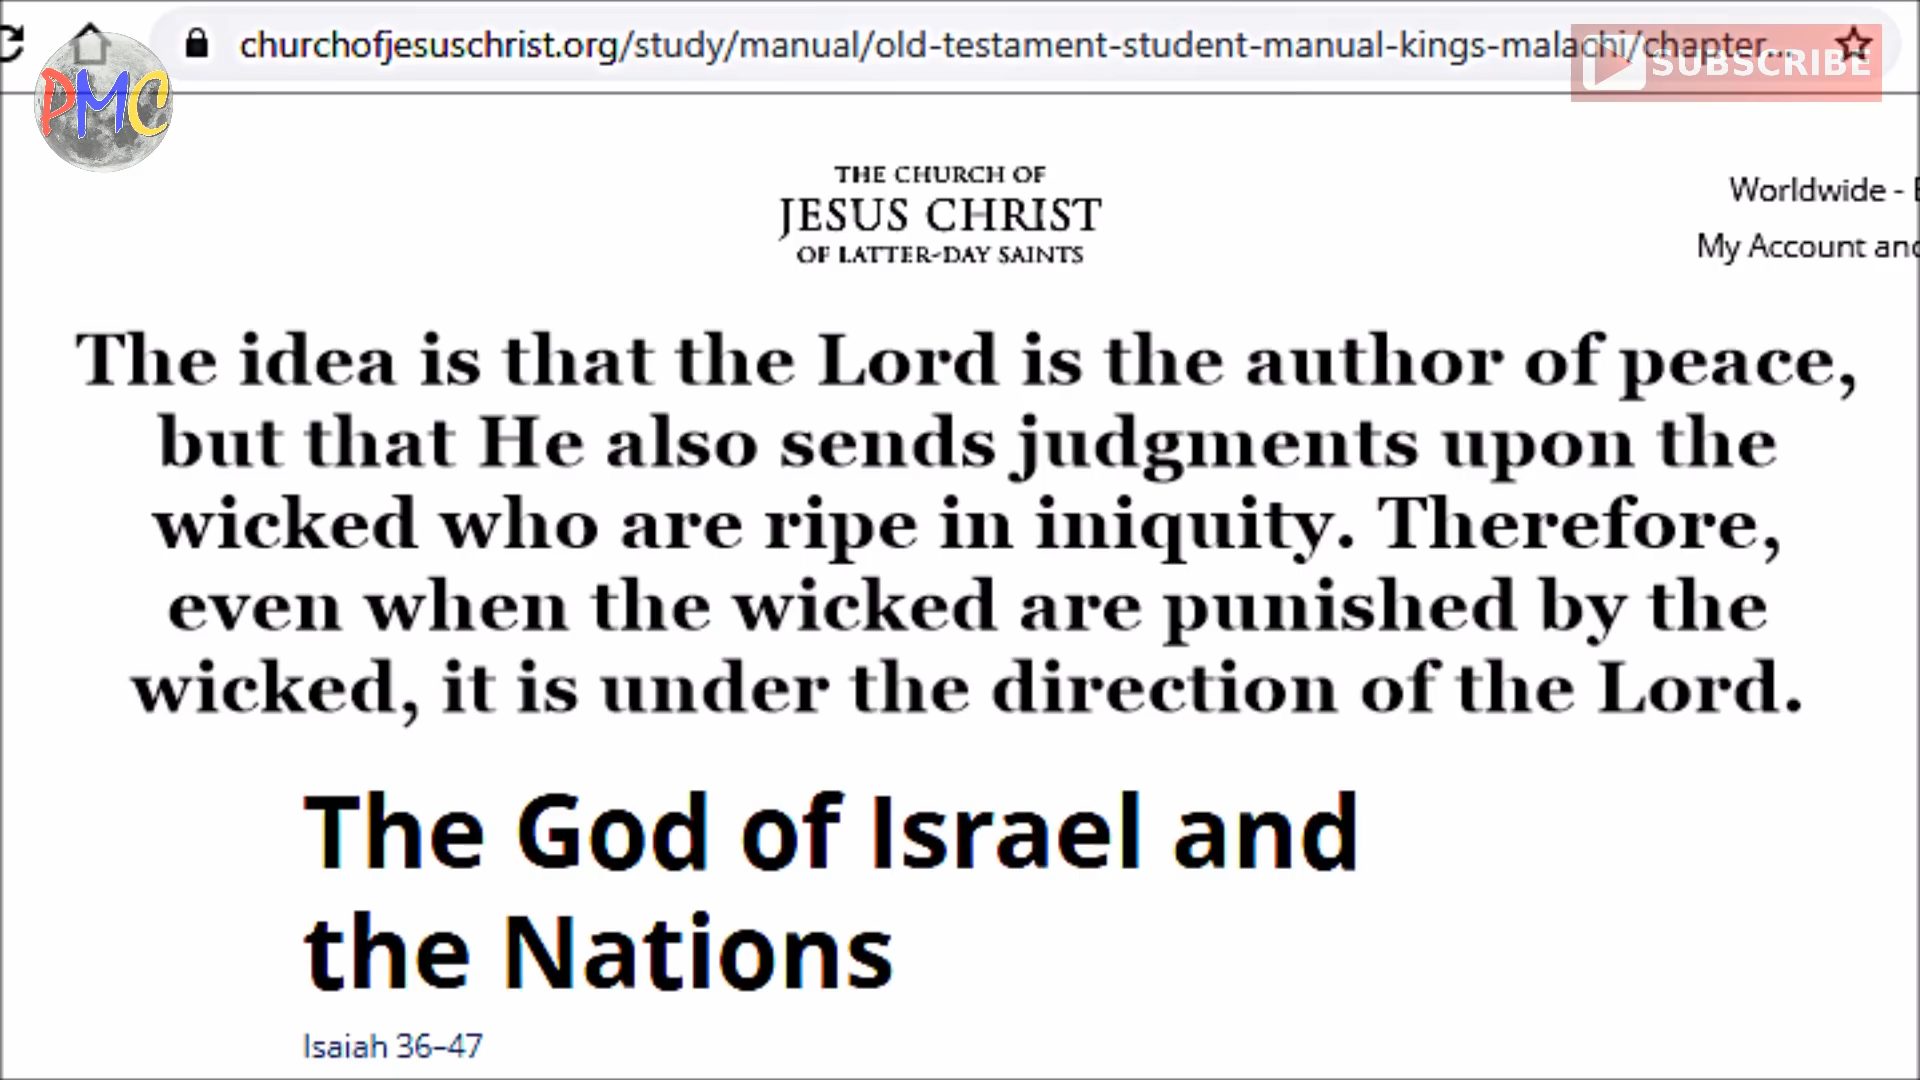 churchofjesuschrist.org/study/manual/old-testament-student-manual-kings-malachi/chapter...
SUBSCRIBE
PMC
THE CHURCH OF
JESUS CHRIST
OF LATTER-DAY SAINTS
Worldwide -
My Account and
The idea is that the Lord is the author of peace,
but that He also sends judgments upon the
wicked who are ripe in iniquity. Therefore,
even when the wicked are punished by the
wicked, it is under the direction of the Lord.
The God of Israel and
the Nations
Isaiah 36–47